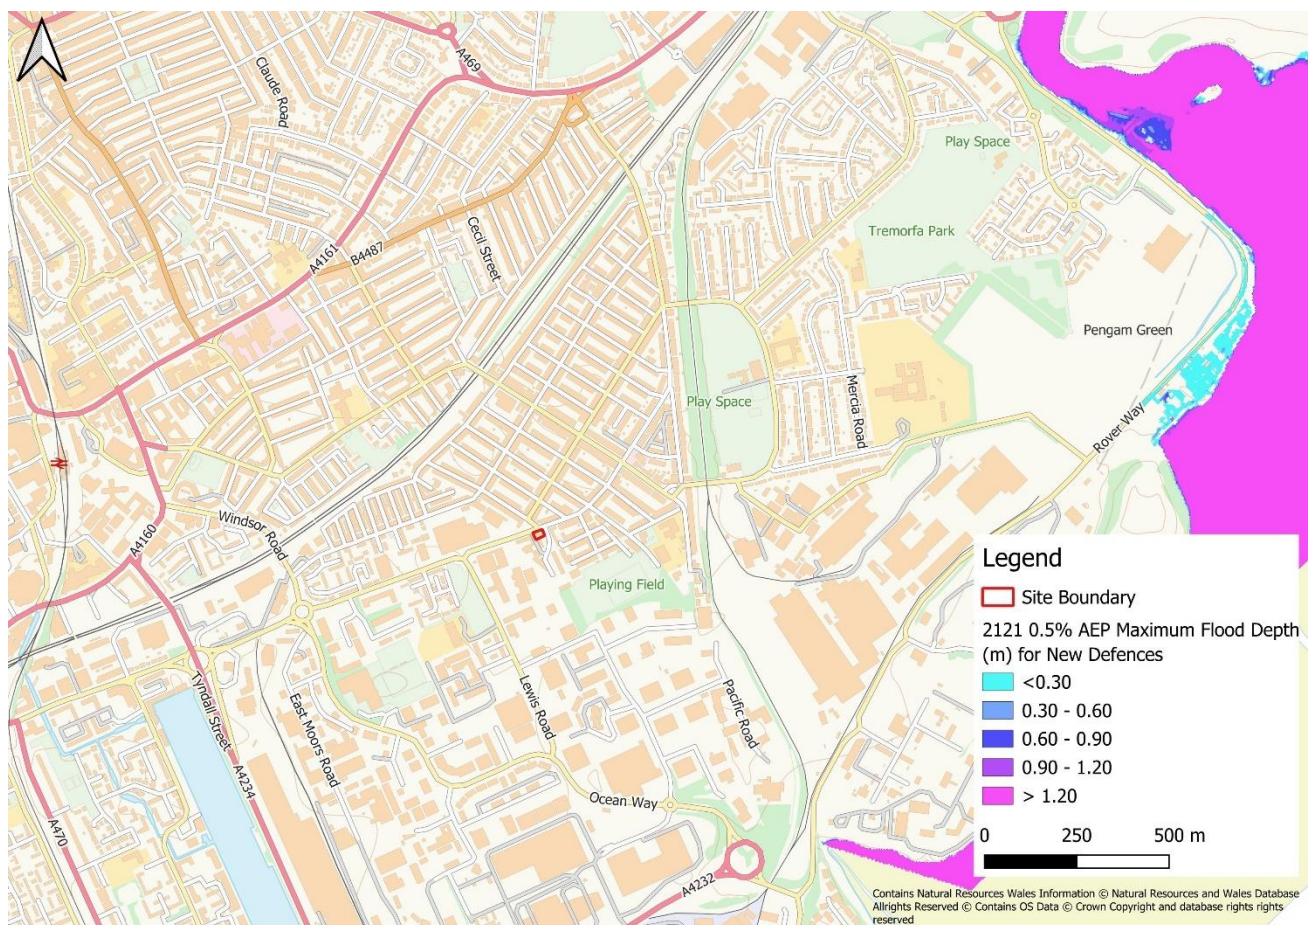 A469
Claude Road
Play Space
Cecil Street
Tremorfa Park
A4161
B4487
Pengam Green
Mercia Road
Play Space
Rover Way
Windsor Road
A4160
Playing Field
Tyndall Street
East Moors Road
Lewis Road
Pacific Road
A4234
Ocean Way
A470
A4232
Legend
Site Boundary
2121 0.5% AEP Maximum Flood Depth
(m) for New Defences
<0.30
0.30 - 0.60
0.60 - 0.90
0.90 - 1.20
> 1.20
0 250 500 m
Contains Natural Resources Wales Information © Natural Resources and Wales Database
Allrights Reserved © Contains OS Data © Crown Copyright and database rights rights
reserved